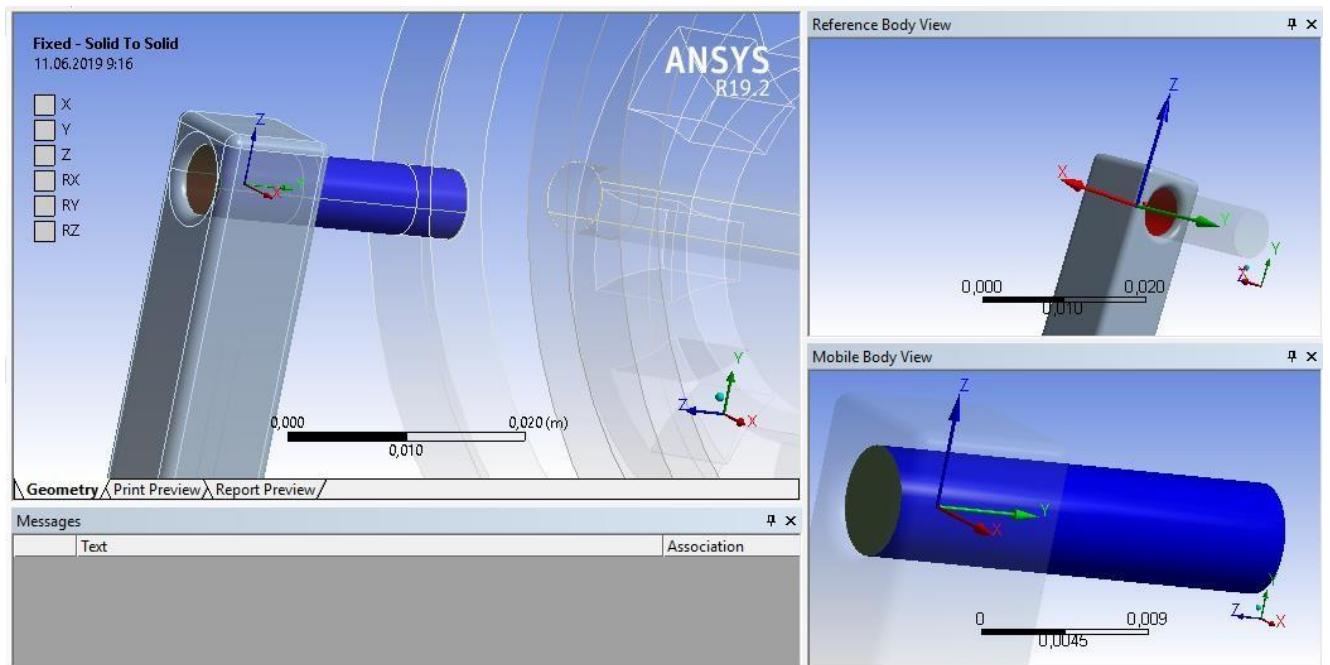 Fixed - Solid To Solid
11.06.2019 9:16
X
Y
Z
RX
RY
RZ
ANSYS
R19.2
Z
Y
X
0,000
0,020 (m)
0,010
Y
Z
X
Geometry Print Preview Report Preview
Messages
Text Association
Reference Body View
Z
X
Y
0,000
0,020
0,010
Y
X
Mobile Body View
Z
Y
X
0
0,009
0,0045
Y
Z
X